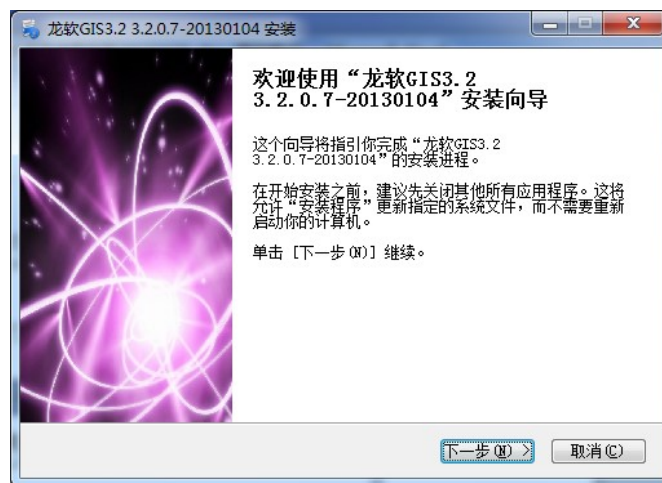 龙软GIS3.2 3.2.0.7-20130104 安装
欢迎使用“龙软GIS3.2
3.2.0.7-20130104”安装向导
这个向导将指引你完成“龙软GIS3.2
3.2.0.7-20130104”的安装进程。
在开始安装之前，建议先关闭其他所有应用程序。这将
允许“安装程序”更新指定的系统文件，而不需要重新
启动你的计算机。
单击 [下一步(N)] 继续。
下一步(N) >
取消(C)